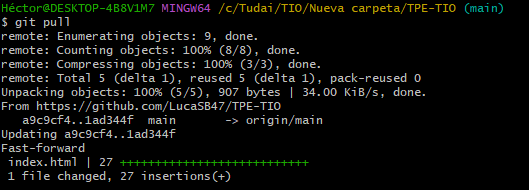 Héctor@DESKTOP-4B8V1M7 MINGW64 /c/Tudai/TIO/Nueva carpeta/TPE-TIO (main)
$ git pull
remote: Enumerating objects: 9, done.
remote: Counting objects: 100% (8/8), done.
remote: Compressing objects: 100% (3/3), done.
remote: Total 5 (delta 1), reused 5 (delta 1), pack-reused 0
Unpacking objects: 100% (5/5), 907 bytes | 34.00 KiB/s, done.
From https://github.com/LucaSB47/TPE-TIO
   a9c9cf4..1ad344f  main       -> origin/main
Updating a9c9cf4..1ad344f
Fast-forward
 index.html | 27 +++++++++++++++++++++++++++
 1 file changed, 27 insertions(+)